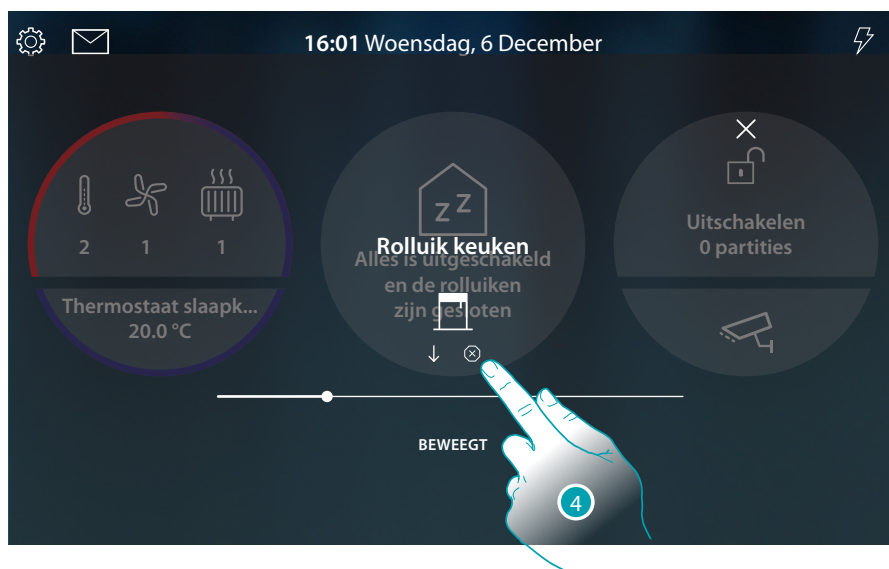 16:01 Woensdag, 6 December
2 1 1
Thermostaat slaapk...
20.0 °C
z z
Rolluik keuken
Alles is uitgeschakeld
en de rolluiken
zijn gesloten
BEWEEGT
Uitschakelen
0 partities
4